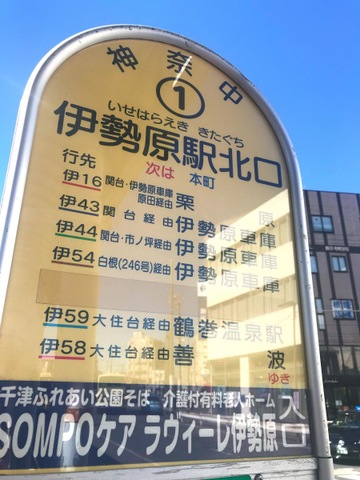 神奈中
①
いせはらえき きたぐち
伊勢原駅北口
行先 次は 本町
伊16 関台・伊勢原車庫 原田経由 栗原
伊43 関台経由 伊勢原車庫
伊44 関台・市ノ坪経由 伊勢原車庫
伊54 白根(246号)経由 伊勢原車庫
伊59 大住台経由 鶴巻温泉駅
伊58 大住台経由 善波
ゆき
千津ふれあい公園そば 介護付有料老人ホーム
SOMPOケア ラヴィーレ伊勢原